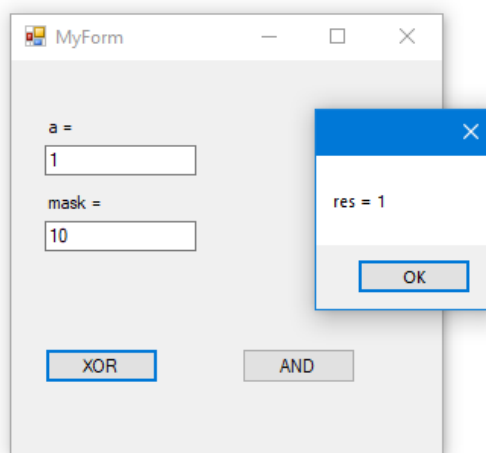 MyForm
a =
1
mask =
10
res = 1
OK
XOR
AND